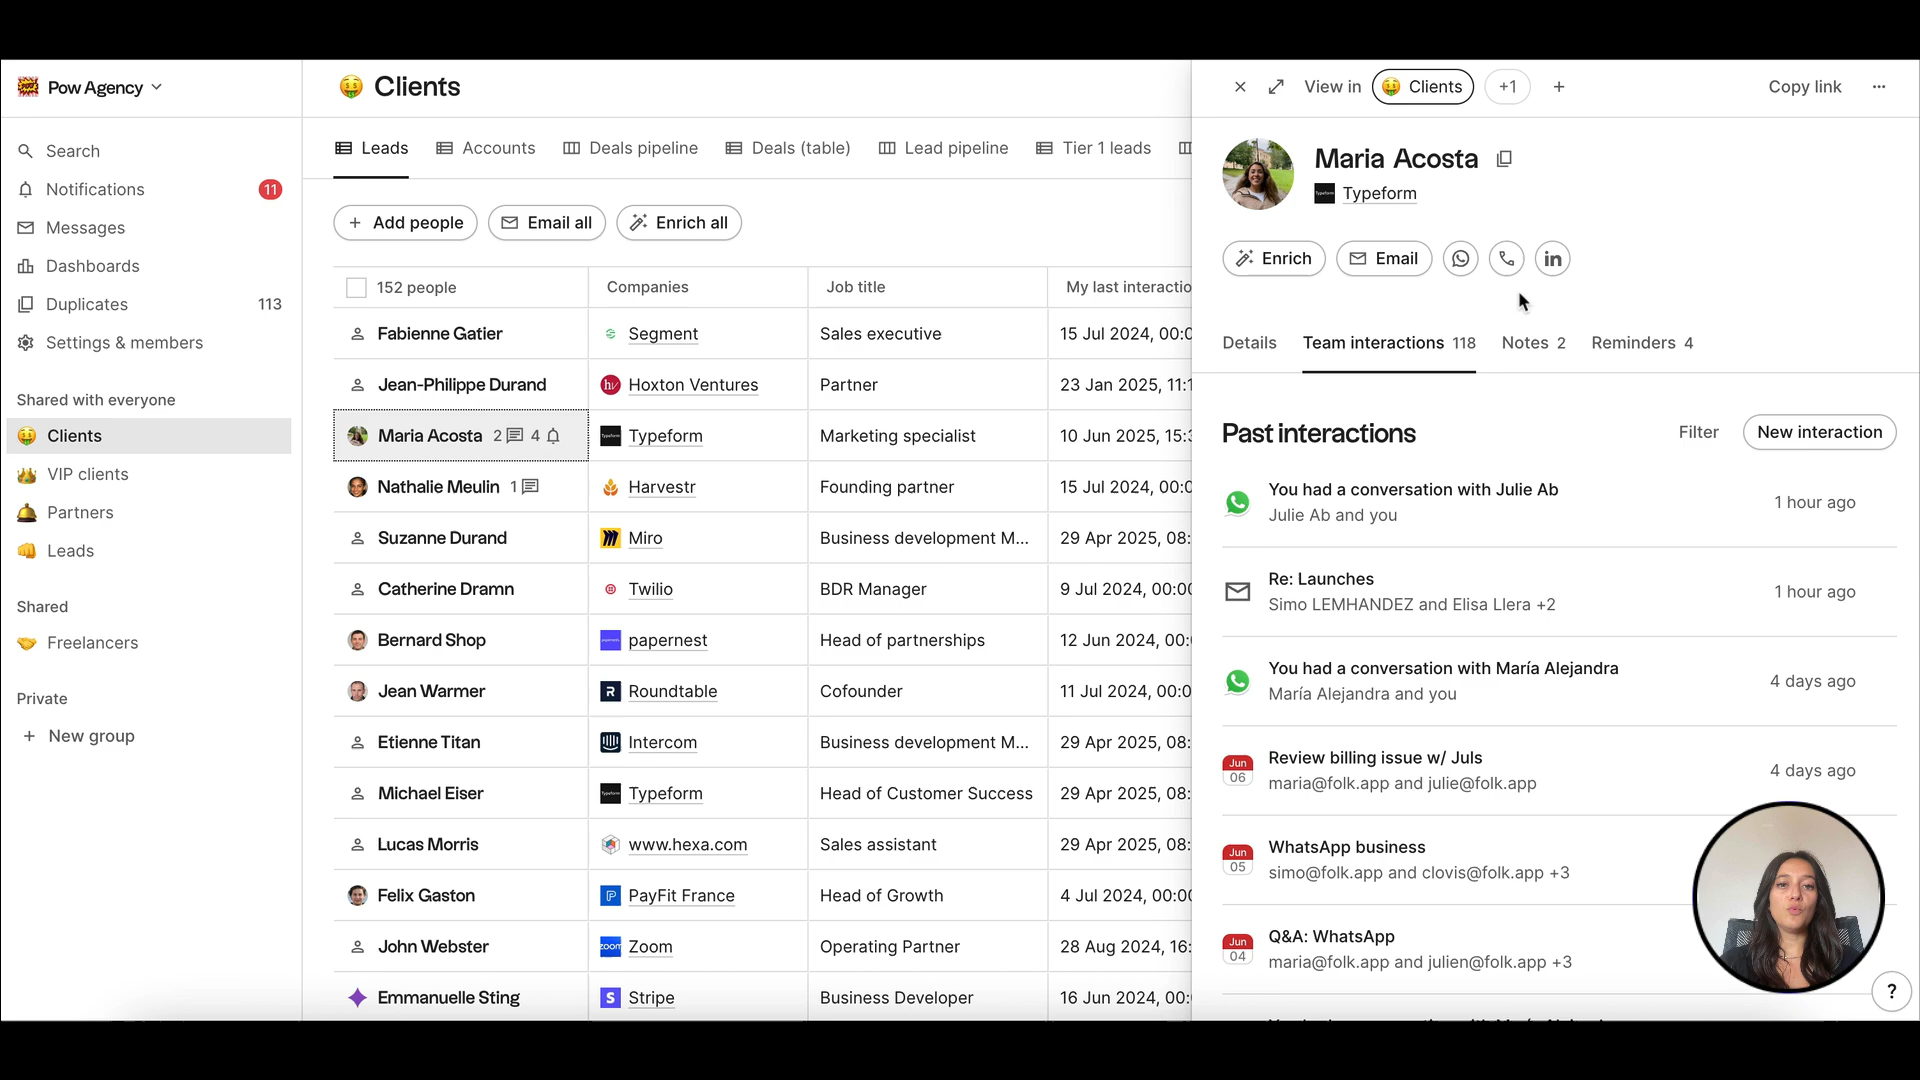 Pow Agency
Search
Notifications 11
Messages
Dashboards
Duplicates 113
Settings & members
Shared with everyone
Clients
VIP clients
Partners
Leads
Shared
Freelancers
Private
+ New group
Clients
Leads Accounts Deals pipeline Deals (table) Lead pipeline Tier 1 leads
+ Add people Email all Enrich all
152 people Companies Job title My last interactio
Fabienne Gatier Segment Sales executive 15 Jul 2024, 00:0
Jean-Philippe Durand hv Hoxton Ventures Partner 23 Jan 2025, 11:1
Maria Acosta 2 4 Typeform Marketing specialist 10 Jun 2025, 15:3
Nathalie Meulin 1 Harvestr Founding partner 15 Jul 2024, 00:0
Suzanne Durand Miro Business development M... 29 Apr 2025, 08:
Catherine Dramn Twilio BDR Manager 9 Jul 2024, 00:00
Bernard Shop papernest Head of partnerships 12 Jun 2024, 00:0
Jean Warmer R Roundtable Cofounder 11 Jul 2024, 00:0
Etienne Titan Intercom Business development M... 29 Apr 2025, 08:
Michael Eiser Typeform Head of Customer Success 29 Apr 2025, 08:
Lucas Morris www.hexa.com Sales assistant 29 Apr 2025, 08:
Felix Gaston P PayFit France Head of Growth 4 Jul 2024, 00:00
John Webster zoom Zoom Operating Partner 28 Aug 2024, 16:
Emmanuelle Sting S Stripe Business Developer 16 Jun 2024, 00:
View in Clients +1 + Copy link ...
Maria Acosta
Typeform
Enrich Email in
Details Team interactions 118 Notes 2 Reminders 4
Past interactions Filter New interaction
You had a conversation with Julie Ab
Julie Ab and you
1 hour ago
Re: Launches
Simo LEMHANDEZ and Elisa Llera +2
1 hour ago
You had a conversation with María Alejandra
María Alejandra and you
4 days ago
Jun 06
Review billing issue w/ Juls
maria@folk.app and julie@folk.app
4 days ago
Jun 05
WhatsApp business
simo@folk.app and clovis@folk.app +3
Jun 04
Q&A: WhatsApp
maria@folk.app and julien@folk.app +3
?